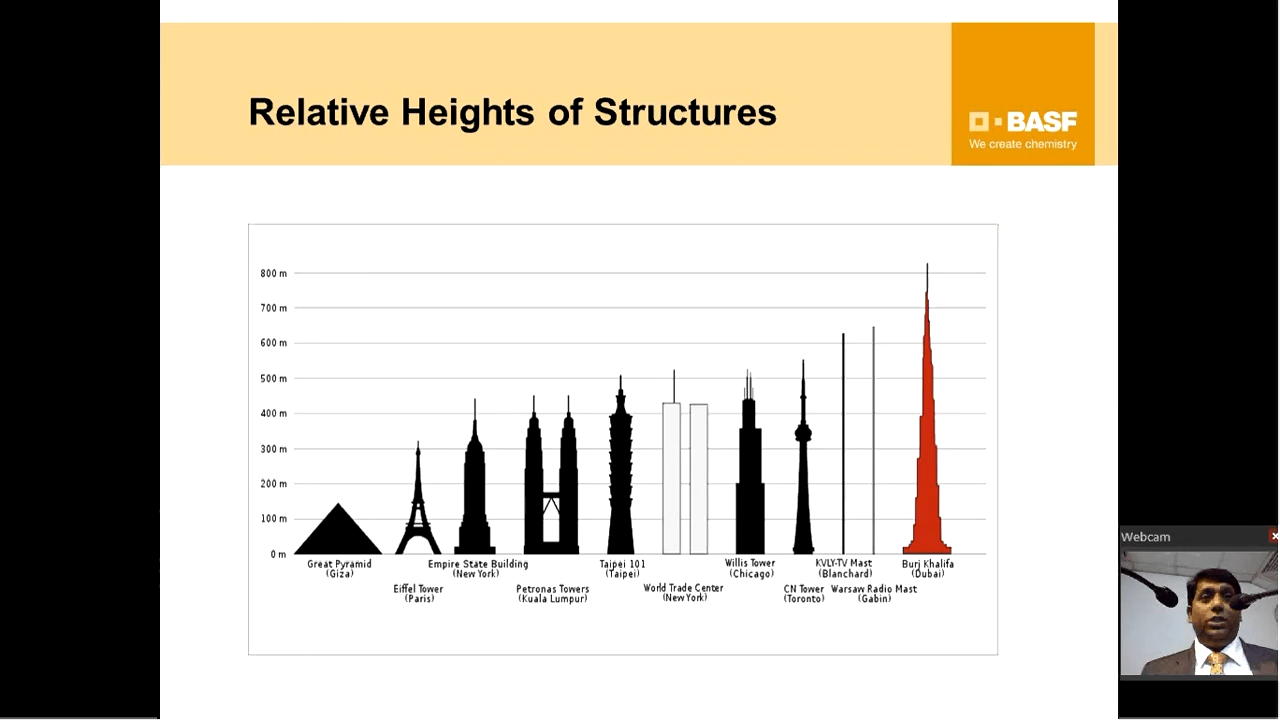 Relative Heights of Structures
BASF
We create chemistry
800 m
700 m
600 m
500 m
400 m
300 m
200 m
100 m
0 m
Great Pyramid
(Giza)
Eiffel Tower
(Paris)
Empire State Building
(New York)
Petronas Towers
(Kuala Lumpur)
Taipei 101
(Taipei)
World Trade Center
(New York)
Willis Tower
(Chicago)
CN Tower
(Toronto)
KVLY-TV Mast
(Blanchard)
Warsaw Radio Mast
(Gabin)
Burj Khalifa
(Dubai)
Webcam